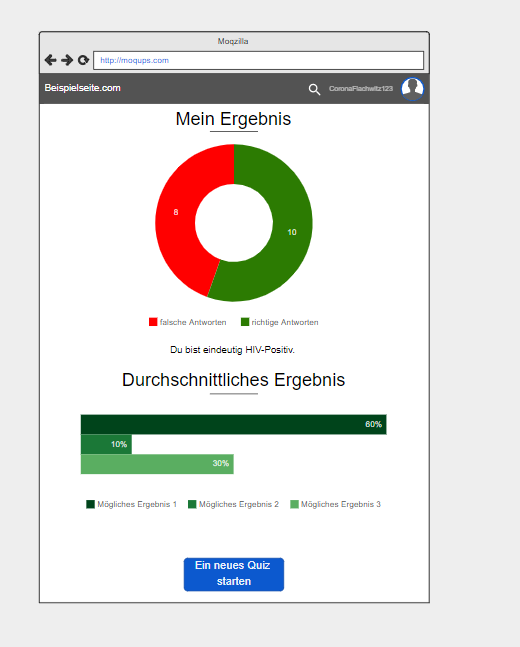 Moqzilla
http://moqups.com
Beispielseite.com
CoronaFlachwitz123
Mein Ergebnis
8
10
falsche Antworten
richtige Antworten
Du bist eindeutig HIV-Positiv.
Durchschnittliches Ergebnis
60%
10%
30%
Mögliches Ergebnis 1
Mögliches Ergebnis 2
Mögliches Ergebnis 3
Ein neues Quiz
starten